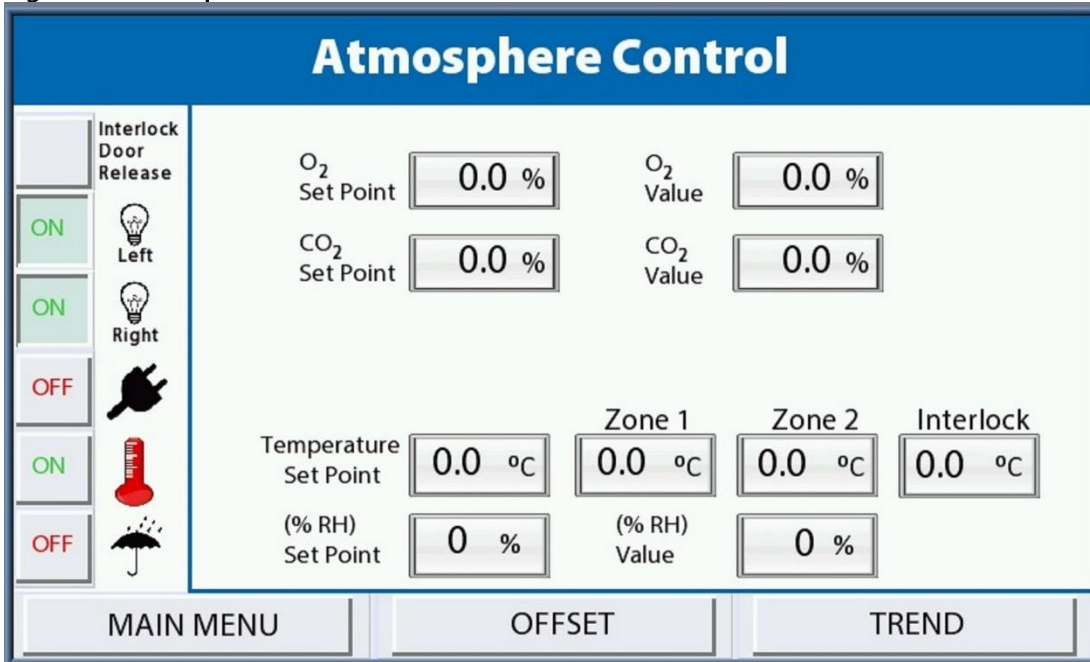 Atmosphere Control
Interlock
Door
Release
ON
Left
ON
Right
OFF
ON
OFF
O2
Set Point
0.0 %
O2
Value
0.0 %
CO2
Set Point
0.0 %
CO2
Value
0.0 %
Zone 1
Zone 2
Interlock
Temperature
Set Point
0.0 ºC
0.0 ºC
0.0 ºC
0.0 ºC
(% RH)
Set Point
0 %
(% RH)
Value
0 %
MAIN MENU
OFFSET
TREND